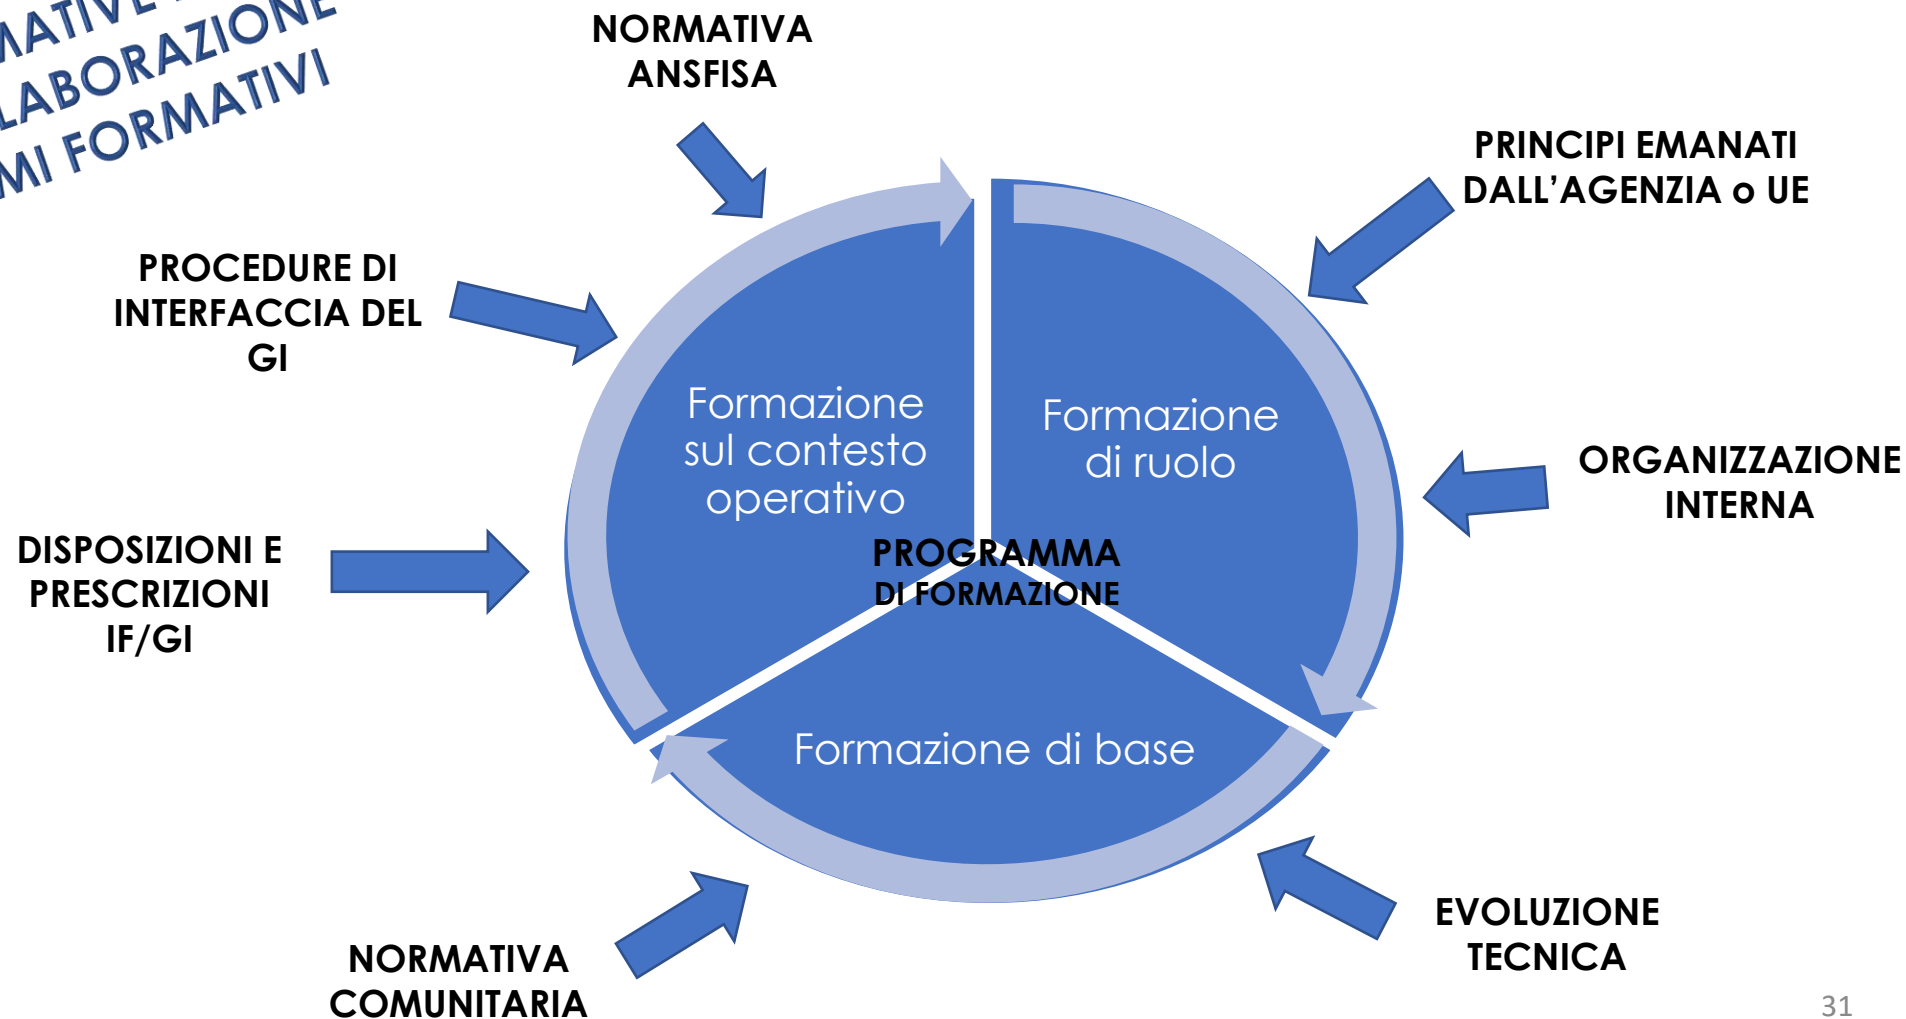 FORMATIVI
NORMATIVA
ANSFISA
PRINCIPI EMANATI
DALL'AGENZIA o UE
PROCEDURE DI
INTERFACCIA DEL
GI
Formazione
sul contesto
operativo
Formazione
di ruolo
ORGANIZZAZIONE
INTERNA
DISPOSIZIONI E
PRESCRIZIONI
IF/GI
PROGRAMMA
DI FORMAZIONE
Formazione di base
EVOLUZIONE
TECNICA
NORMATIVA
COMUNITARIA
31